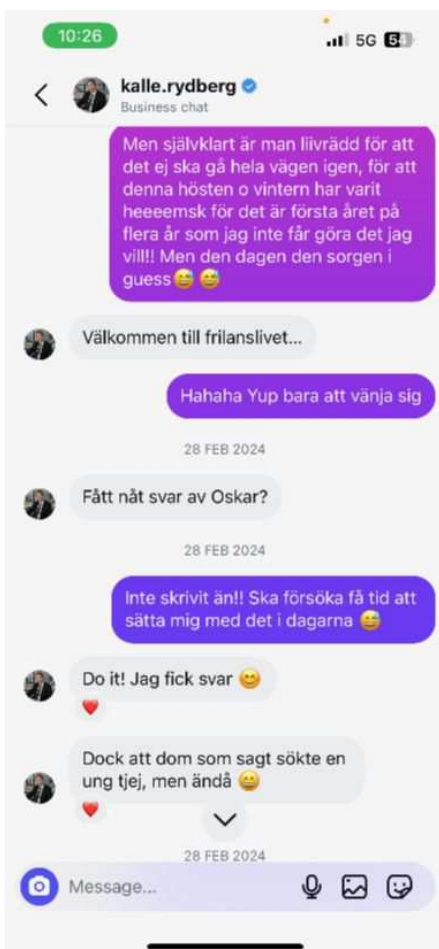 10:26
5G 54
kalle.rydberg
Business chat
Men självklart är man liivrädd för att
det ej ska gå hela vägen igen, för att
denna hösten o vintern har varit
heeeemsk för det är första året på
flera år som jag inte får göra det jag
vill!! Men den dagen den sorgen i
guess😅 😅
Välkommen till frilanslivet...
Hahaha Yup bara att vänja sig
28 FEB 2024
Fått nåt svar av Oskar?
28 FEB 2024
Inte skrivit än!! Ska försöka få tid att
sätta mig med det i dagarna 😅
Do it! Jag fick svar 😊
❤️
Dock att dom som sagt sökte en
ung tjej, men ändå 😄
❤️
28 FEB 2024
Message...